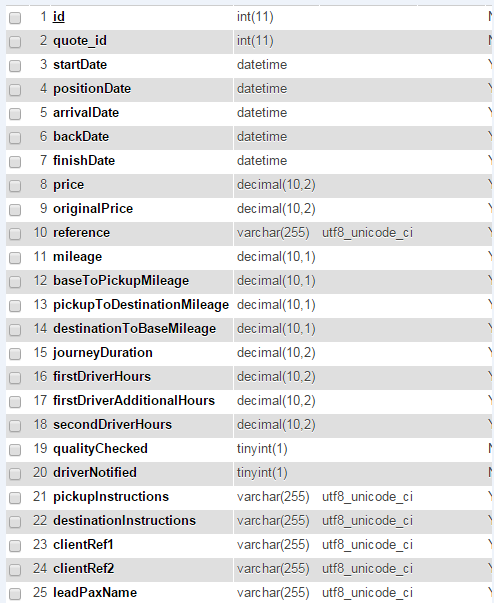 1 id int(11) N
2 quote_id int(11) N
3 startDate datetime Y
4 positionDate datetime Y
5 arrivalDate datetime Y
6 backDate datetime Y
7 finishDate datetime Y
8 price decimal(10,2) Y
9 originalPrice decimal(10,2) Y
10 reference varchar(255) utf8_unicode_ci Y
11 mileage decimal(10,1) Y
12 baseToPickupMileage decimal(10,1) Y
13 pickupToDestinationMileage decimal(10,1) Y
14 destinationToBaseMileage decimal(10,1) Y
15 journeyDuration decimal(10,2) Y
16 firstDriverHours decimal(10,2) Y
17 firstDriverAdditionalHours decimal(10,2) Y
18 secondDriverHours decimal(10,2) Y
19 qualityChecked tinyint(1) N
20 driverNotified tinyint(1) N
21 pickupInstructions varchar(255) utf8_unicode_ci Y
22 destinationInstructions varchar(255) utf8_unicode_ci Y
23 clientRef1 varchar(255) utf8_unicode_ci Y
24 clientRef2 varchar(255) utf8_unicode_ci Y
25 leadPaxName varchar(255) utf8_unicode_ci Y